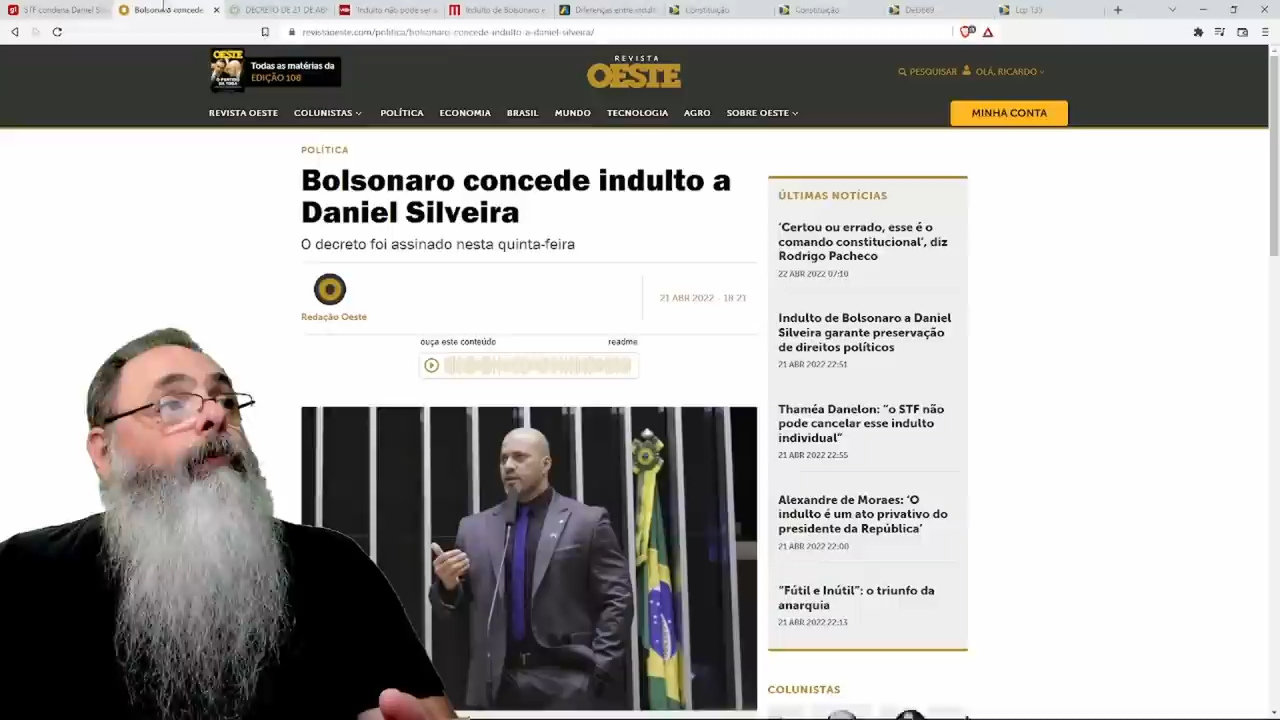 STF condena Daniel Silv
Bolsonaro concede
DECRETO DE 21 DE AB
Indulto não pode ser
Indulto de Bolsonaro e
Diferenças entre indult
Constituição
Constituição
Lcp 135
revistaoeste.com/politica/bolsonaro-concede-indulto-a-daniel-silveira/
OESTE
Todas as matérias da
EDIÇÃO 108
REVISTA
OESTE
PESQUISAR
OLÁ, RICARDO
REVISTA OESTE
COLUNISTAS
POLÍTICA
ECONOMIA
BRASIL
MUNDO
TECNOLOGIA
AGRO
SOBRE OESTE
MINHA CONTA
POLÍTICA
Bolsonaro concede indulto a
Daniel Silveira
O decreto foi assinado nesta quinta-feira
Redação Oeste
21 ABR 2022 - 18:21
ouça este conteúdo
readme
ÚLTIMAS NOTÍCIAS
‘Certou ou errado, esse é o
comando constitucional’, diz
Rodrigo Pacheco
22 ABR 2022 07:10
Indulto de Bolsonaro a Daniel
Silveira garante preservação
de direitos políticos
21 ABR 2022 22:51
Thaméa Danelon: “o STF não
pode cancelar esse indulto
individual”
21 ABR 2022 22:55
Alexandre de Moraes: ‘O
indulto é um ato privativo do
presidente da República’
21 ABR 2022 22:00
“Fútil e Inútil”: o triunfo da
anarquia
21 ABR 2022 22:13
COLUNISTAS